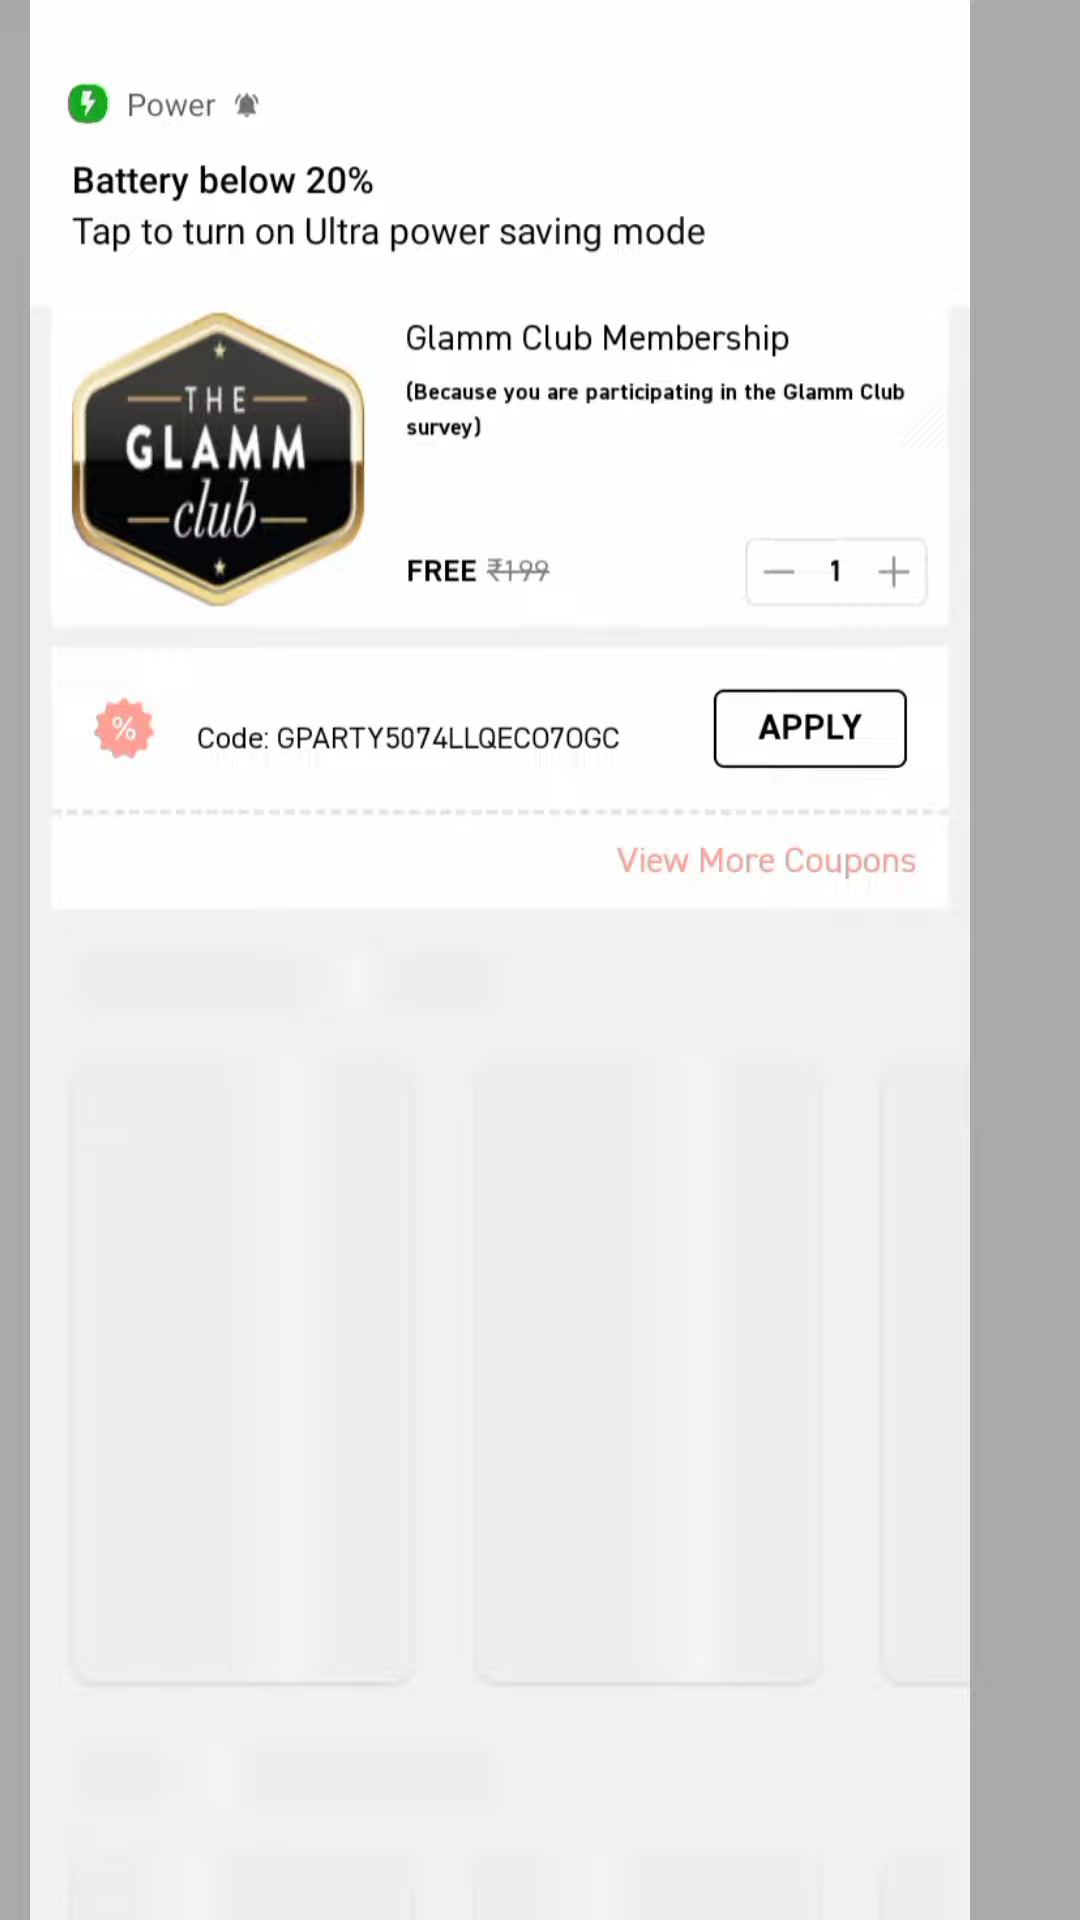 Power
Battery below 20%
Tap to turn on Ultra power saving mode
THE
GLAMM
club
Glamm Club Membership
(Because you are participating in the Glamm Club
survey)
FREE ₹199
1
%
Code: GPARTY5074LLQECO7OGC
APPLY
View More Coupons